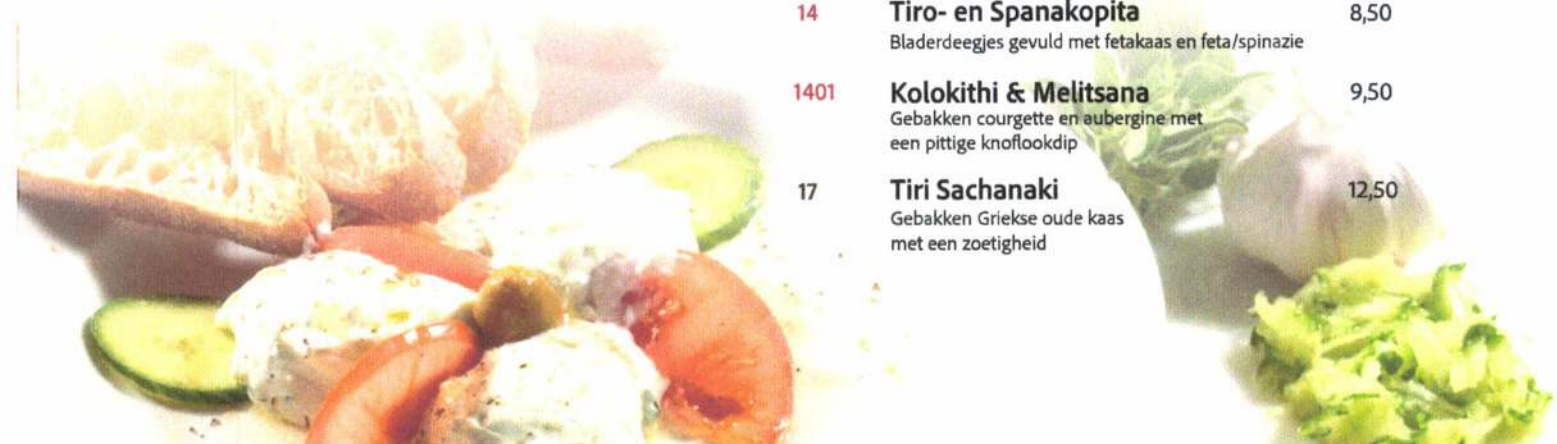 14 Tiro- en Spanakopita 8,50
Bladerdeegjes gevuld met fetakaas en feta/spinazie
1401 Kolokithi & Melitsana 9,50
Gebakken courgette en aubergine met
een pittige knoflookdip
17 Tiri Sachanaki 12,50
Gebakken Griekse oude kaas
met een zoetigheid